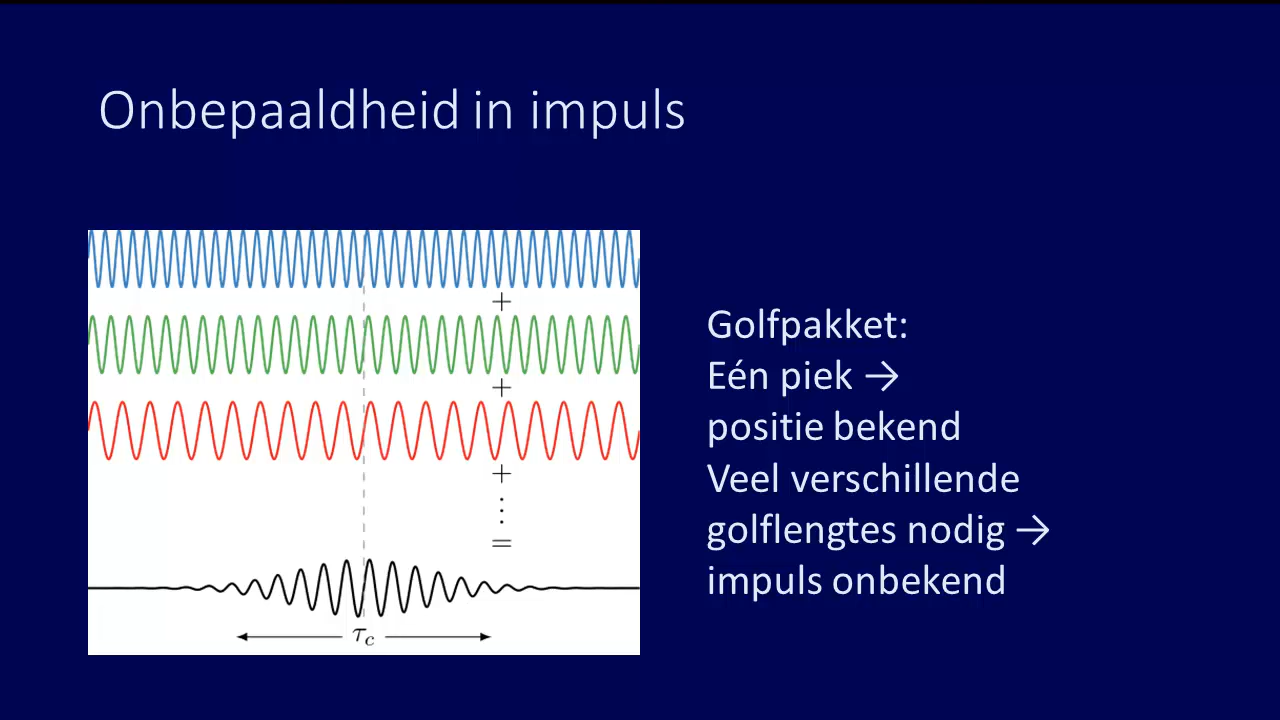 Onbepaaldheid in impuls
+
+
+
⋮
=
τc
Golfpakket:
Eén piek →
positie bekend
Veel verschillende
golflengtes nodig →
impuls onbekend